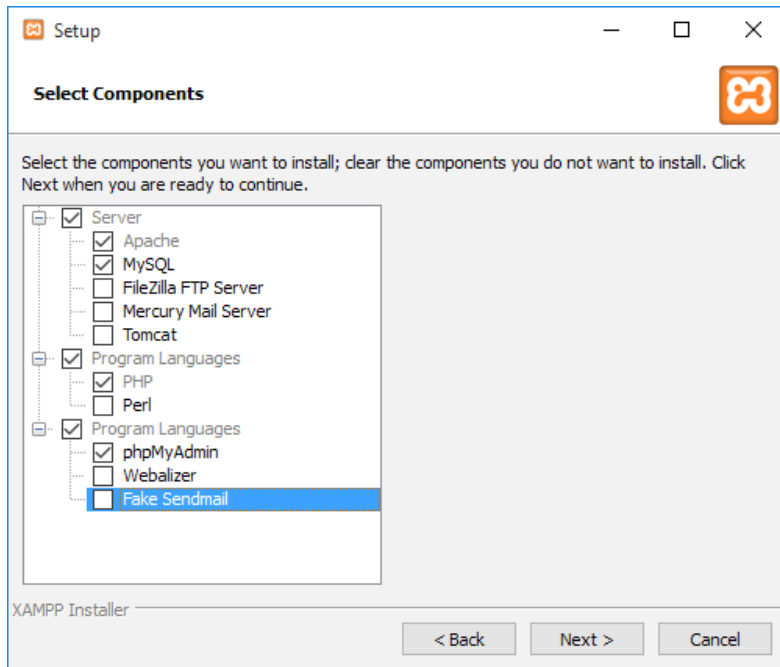 Setup
Select Components
Select the components you want to install; clear the components you do not want to install. Click
Next when you are ready to continue.
Server
Apache
MySQL
FileZilla FTP Server
Mercury Mail Server
Tomcat
Program Languages
PHP
Perl
Program Languages
phpMyAdmin
Webalizer
Fake Sendmail
XAMPP Installer
< Back
Next >
Cancel